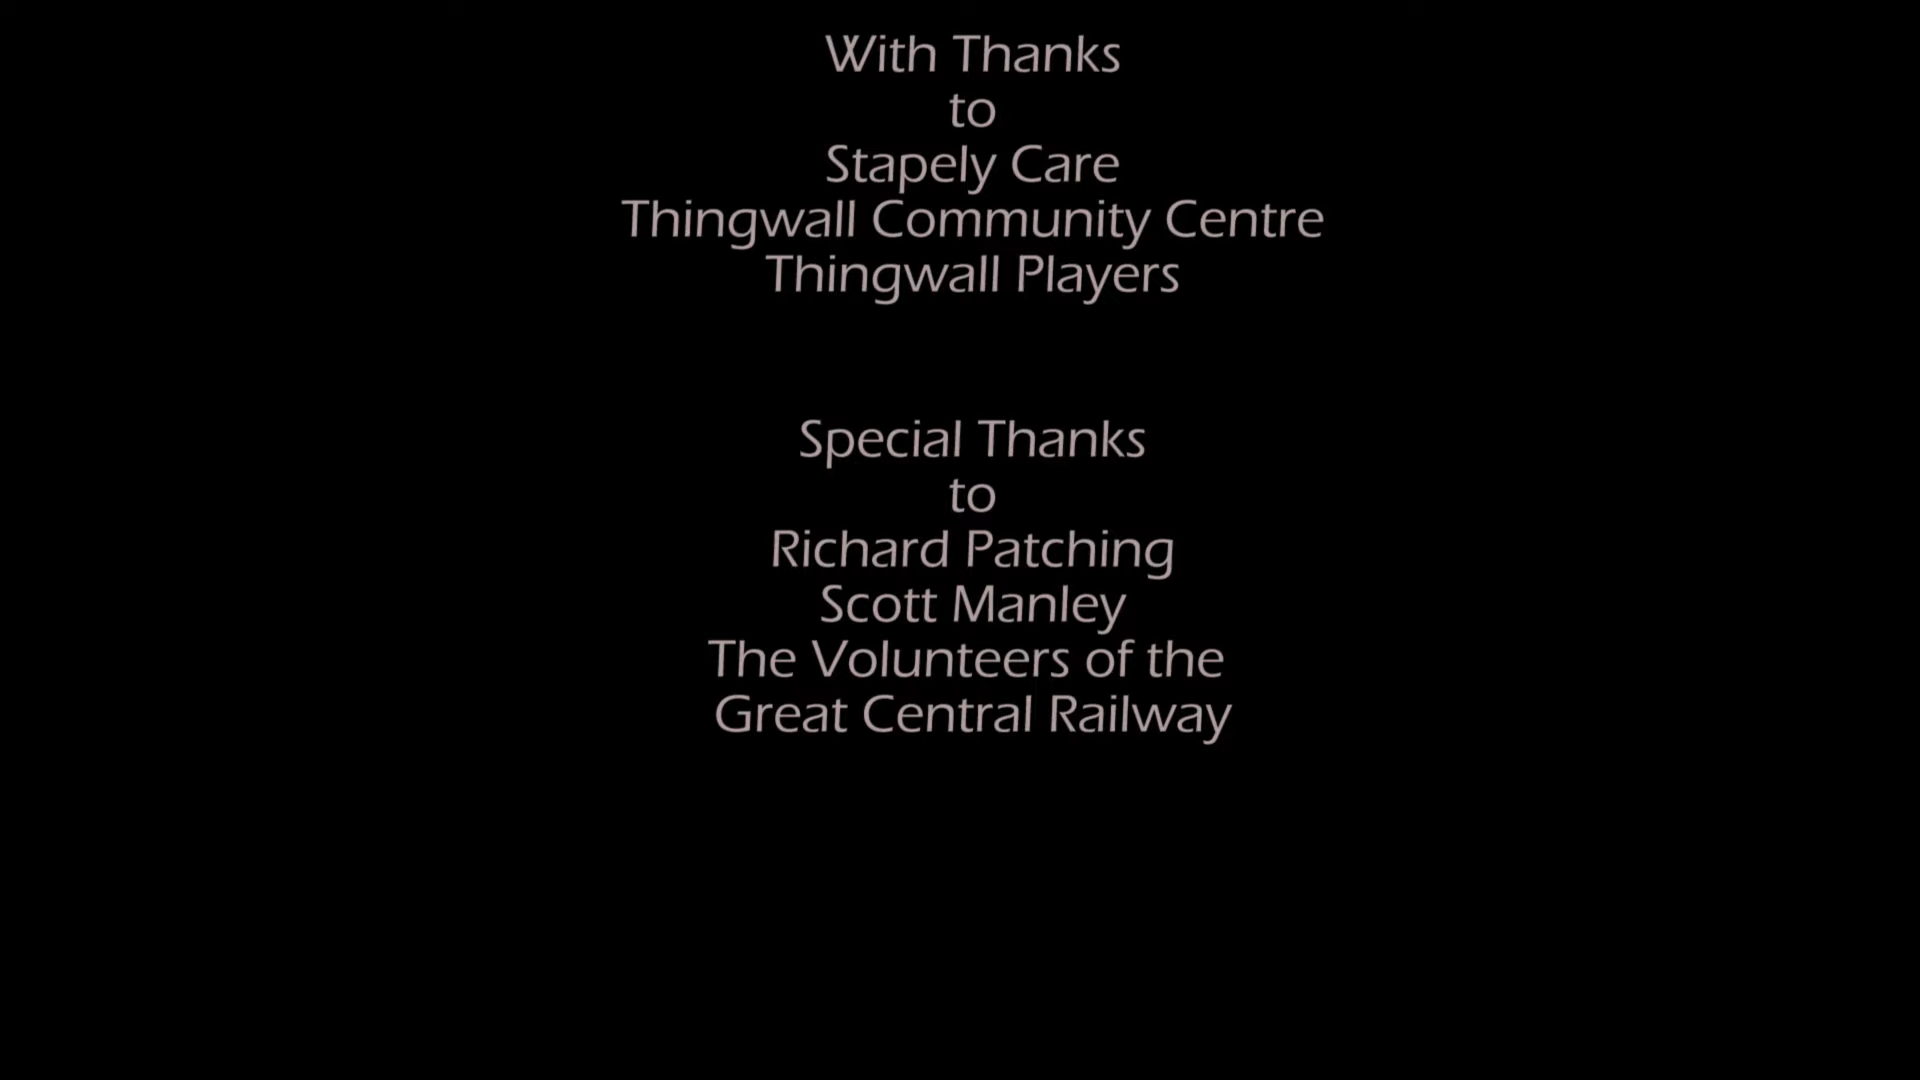 With Thanks
to
Stapely Care
Thingwall Community Centre
Thingwall Players
Special Thanks
to
Richard Patching
Scott Manley
The Volunteers of the
Great Central Railway